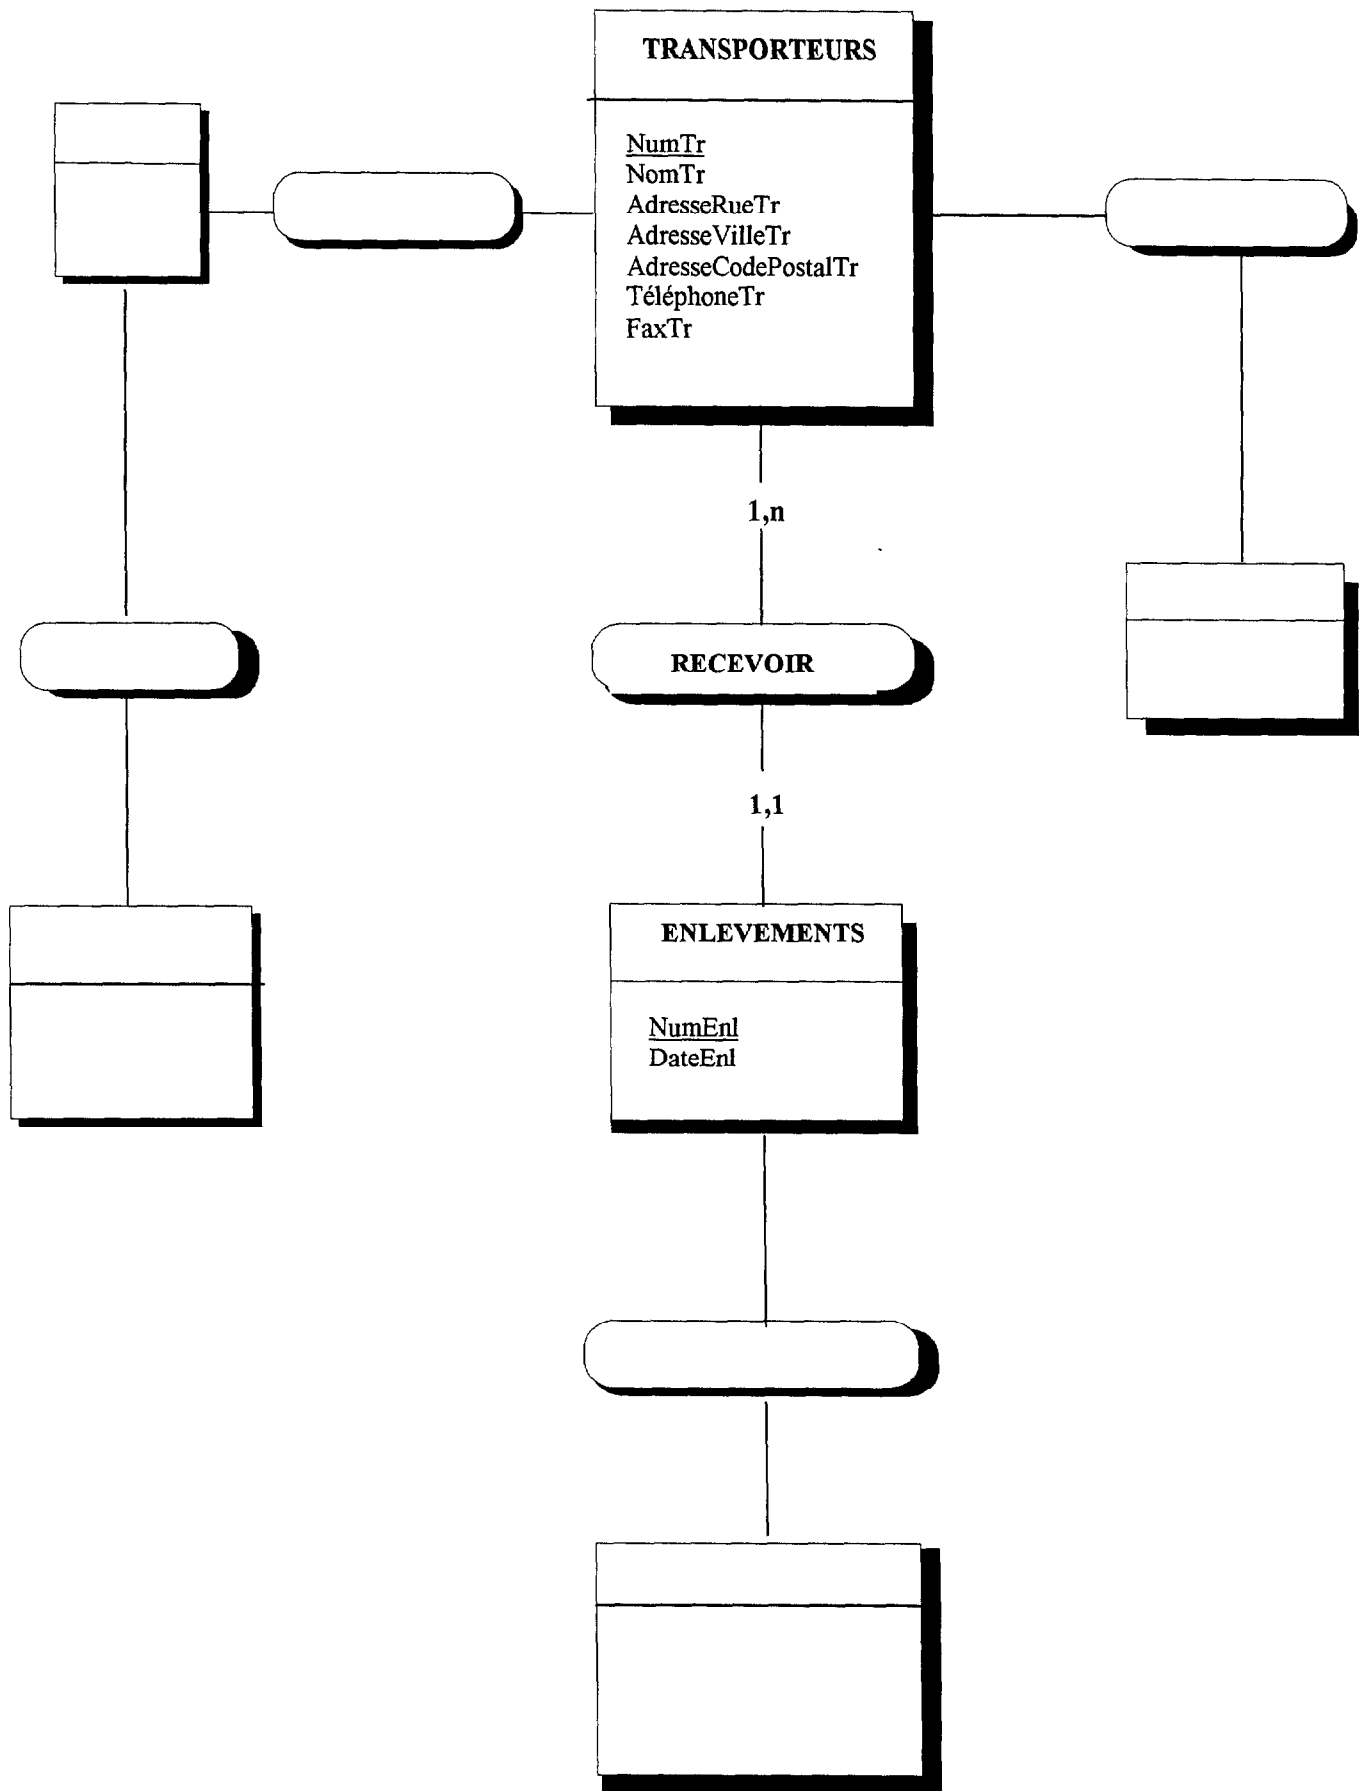 TRANSPORTEURS
NumTr
NomTr
AdresseRueTr
AdresseVilleTr
AdresseCodePostalTr
TéléphoneTr
FaxTr
1,n
RECEVOIR
1,1
ENLEVEMENTS
NumEnl
DateEnl